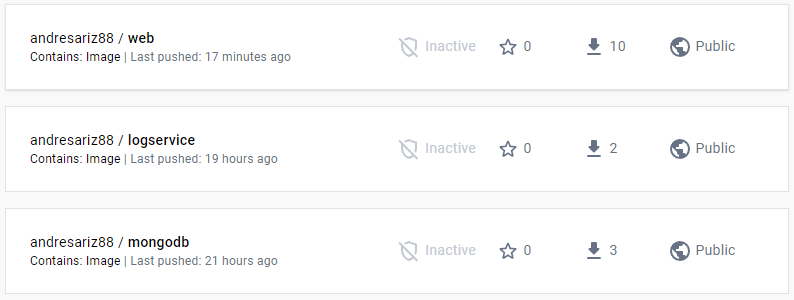 andresariz88 / web
Contains: Image | Last pushed: 17 minutes ago
Inactive 0 10 Public
andresariz88 / logservice
Contains: Image | Last pushed: 19 hours ago
Inactive 0 2 Public
andresariz88 / mongodb
Contains: Image | Last pushed: 21 hours ago
Inactive 0 3 Public